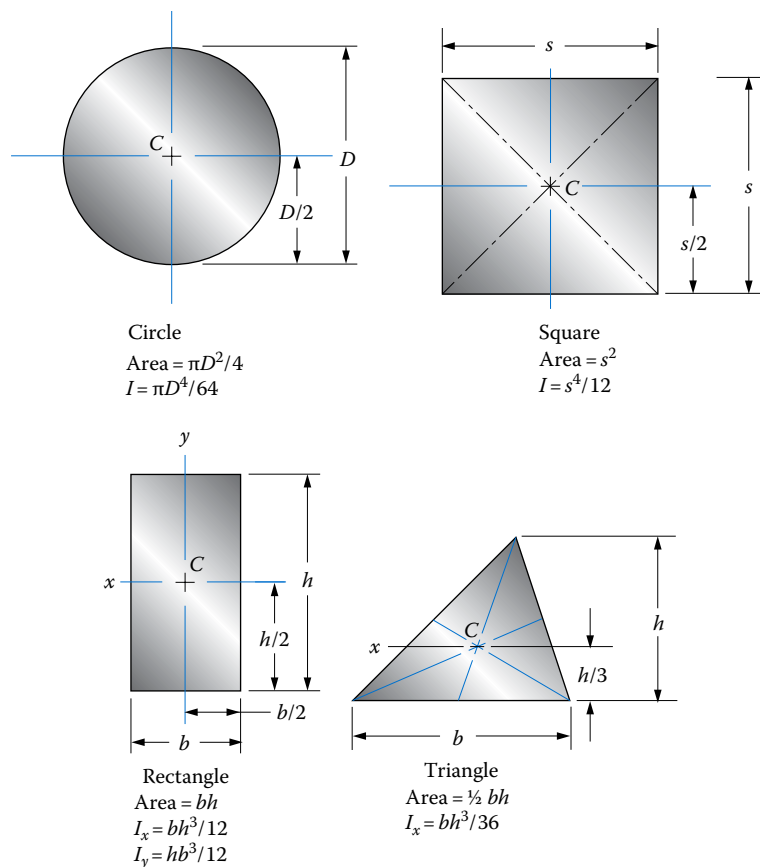 s
C
D
D/2
C
s
s/2
Circle
Area = πD²/4
I = πD⁴/64
Square
Area = s²
I = s⁴/12
y
C
x
h
h/2
b/2
b
C
x
h
h/3
b
Rectangle
Area = bh
Iₓ = bh³/12
Iᵧ = hb³/12
Triangle
Area = ½ bh
Iₓ = bh³/36